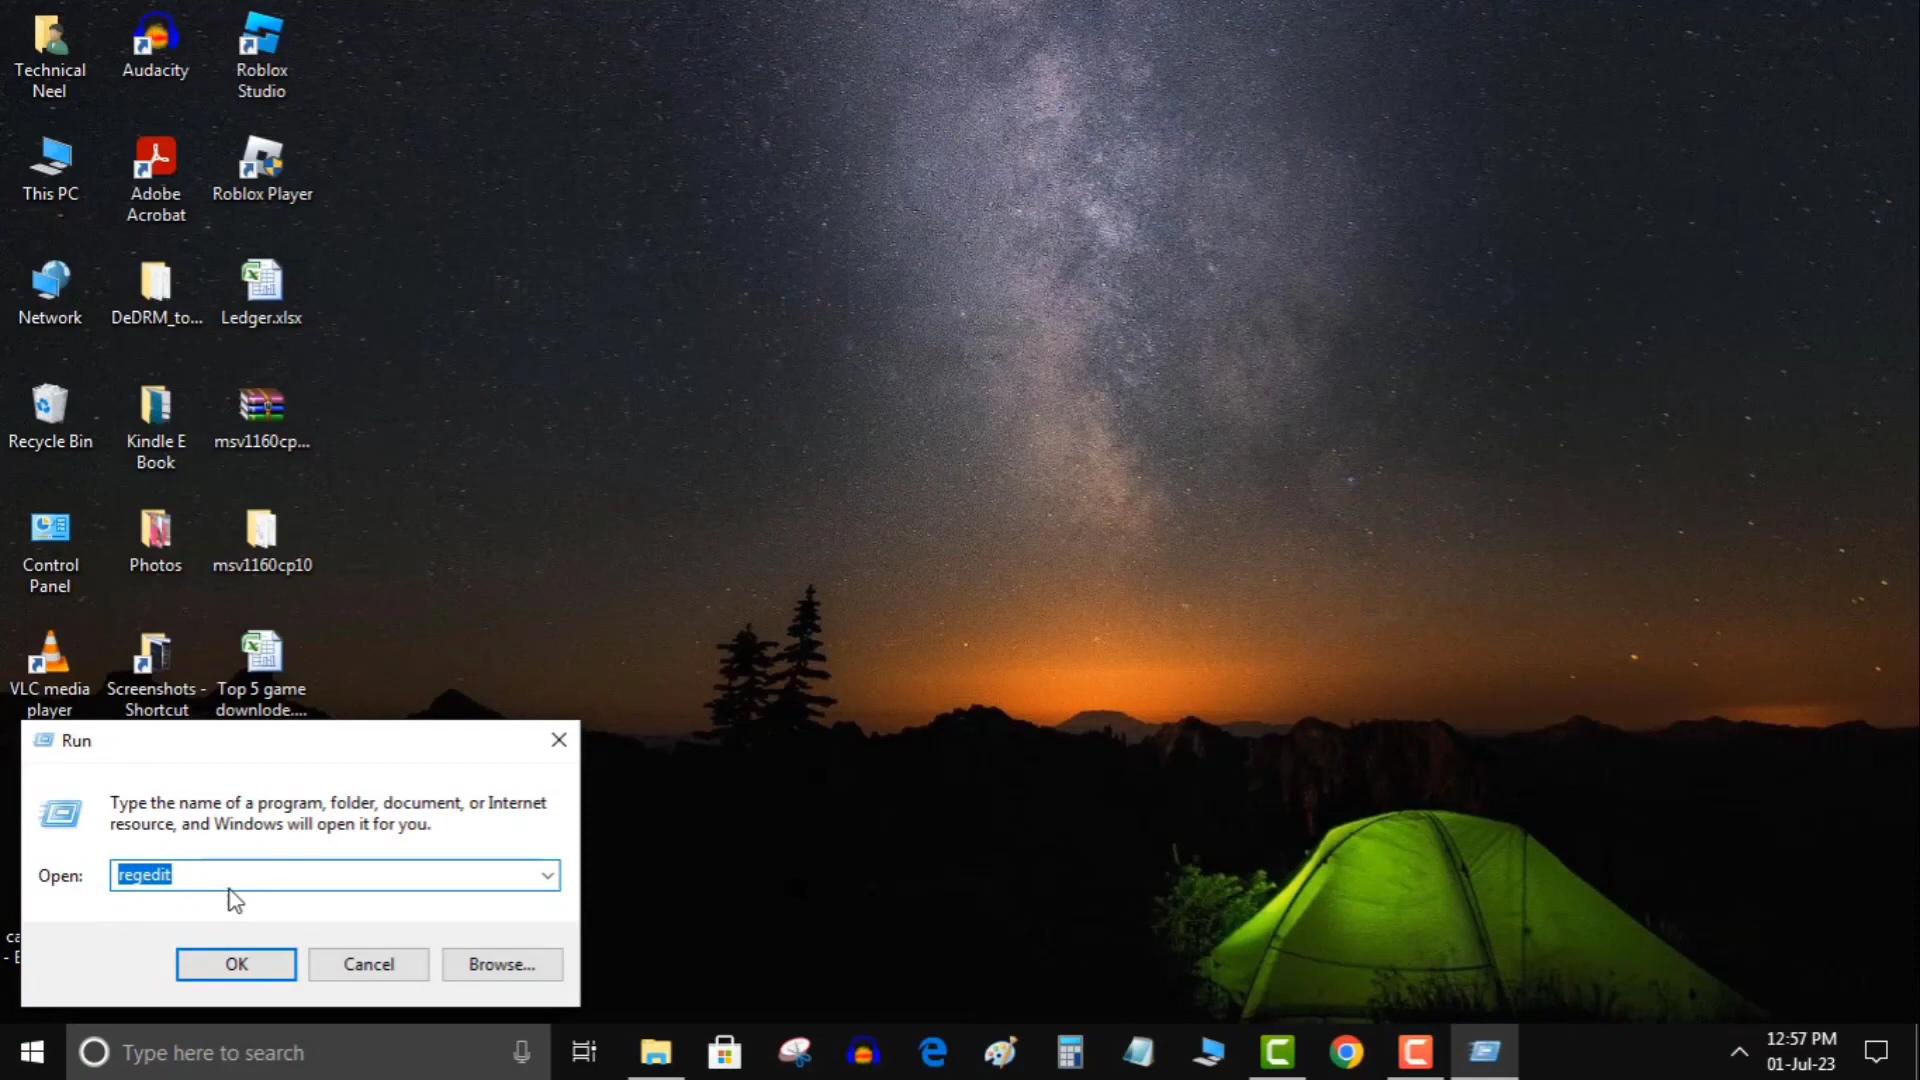 Technical
Neel
Audacity
Roblox
Studio
This PC
Adobe
Acrobat
Roblox Player
Network
DeDRM_to...
Ledger.xlsx
Recycle Bin
Kindle E
Book
msv1160cp...
Control
Panel
Photos
msv1160cp10
VLC media
player
Screenshots -
Shortcut
Top 5 game
downlode....
Run
Type the name of a program, folder, document, or Internet
resource, and Windows will open it for you.
Open:
regedit
OK
Cancel
Browse...
Type here to search
12:57 PM
01-Jul-23